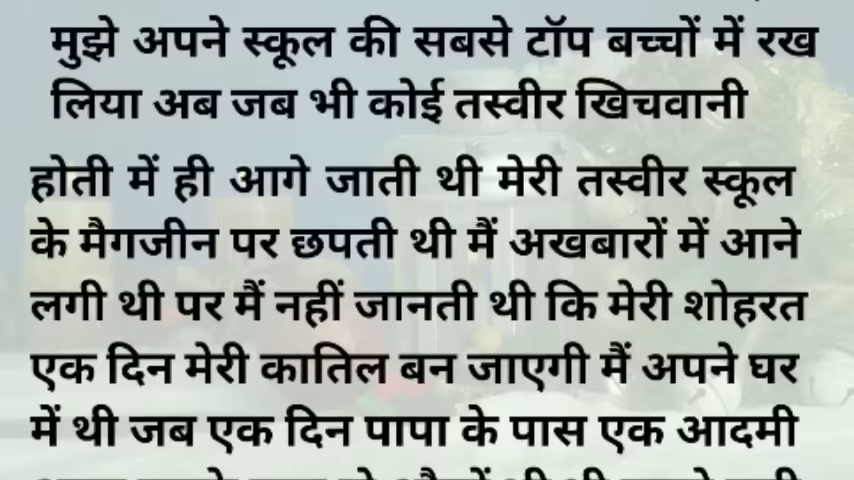 मुझे अपने स्कूल की सबसे टॉप बच्चों में रख
लिया अब जब भी कोई तस्वीर खिचवानी
होती में ही आगे जाती थी मेरी तस्वीर स्कूल
के मैगजीन पर छपती थी मैं अखबारों में आने
लगी थी पर मैं नहीं जानती थी कि मेरी शोहरत
एक दिन मेरी कातिल बन जाएगी मैं अपने घर
में थी जब एक दिन पापा के पास एक आदमी